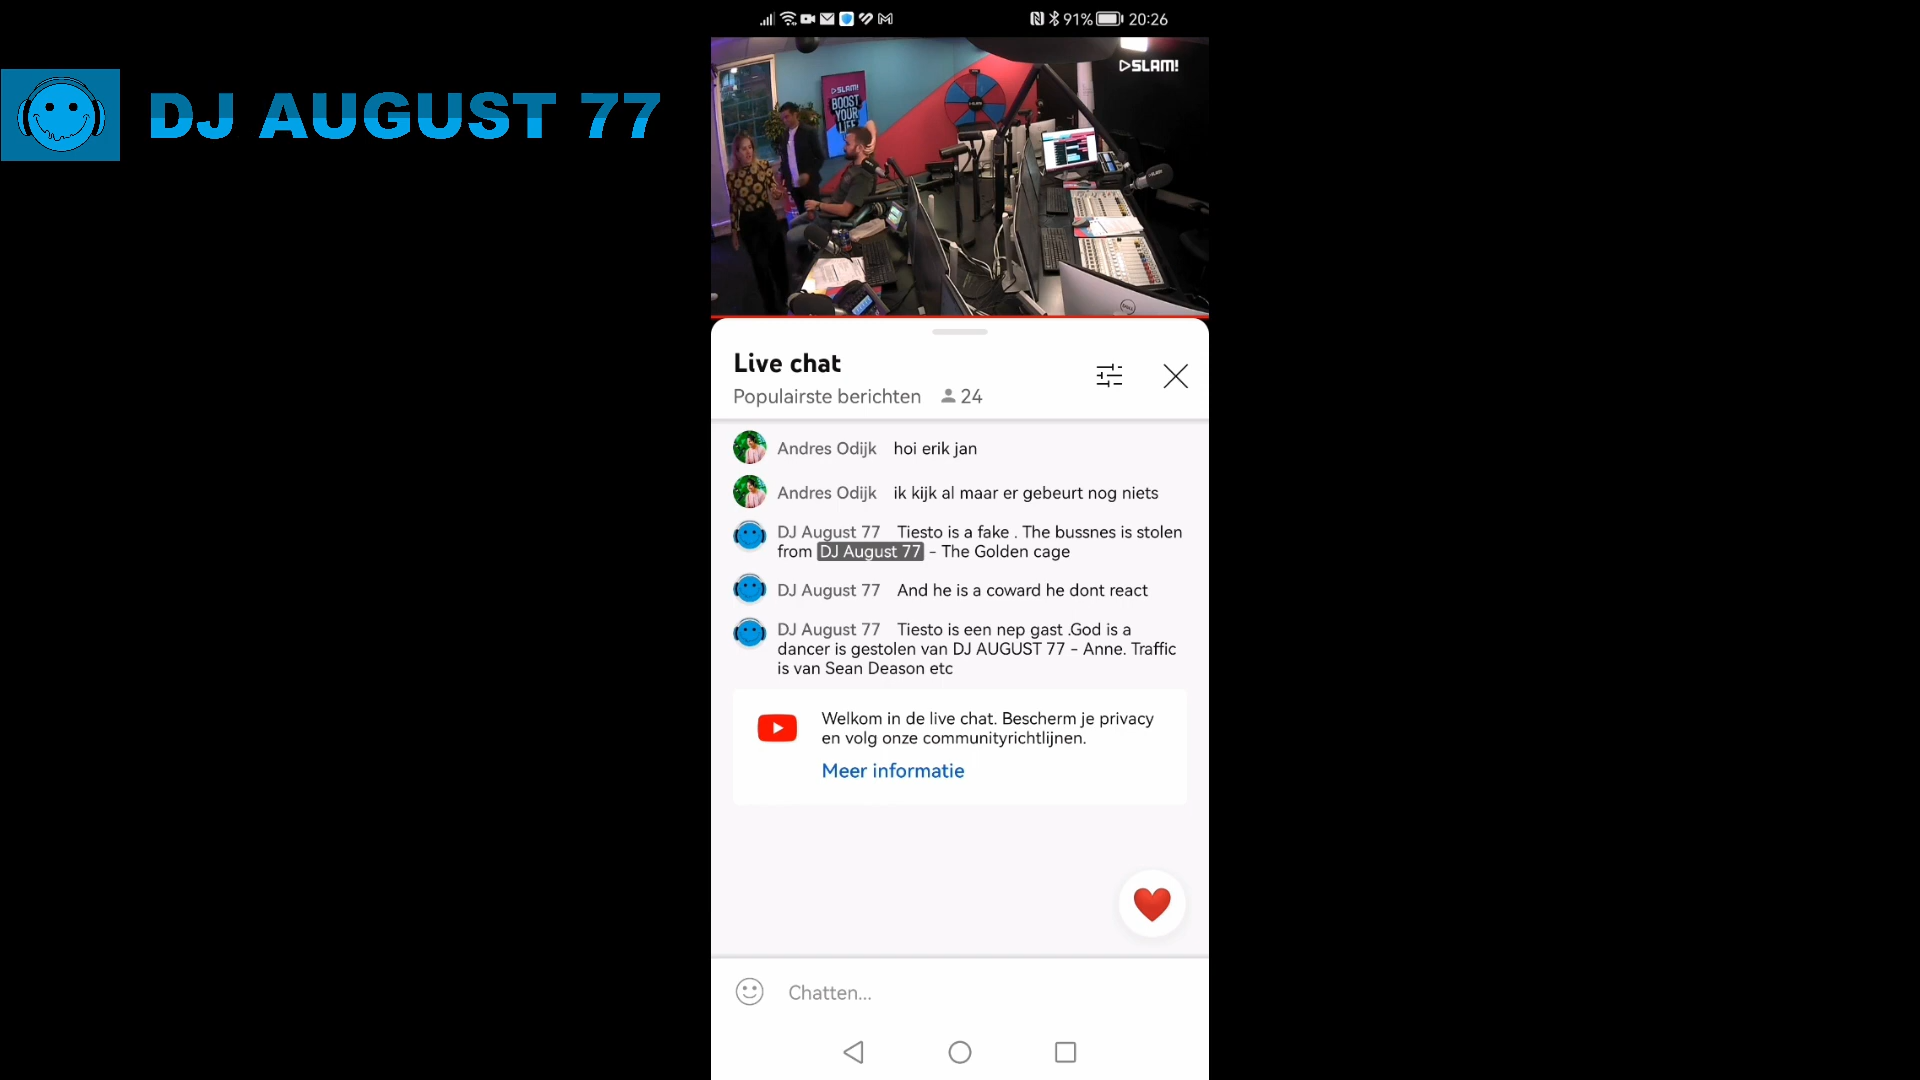 91% 20:26
DJ AUGUST 77
SLAM!
SLAM!
BOOST
YOUR
LIFE
SLAM!
Live chat
Populairste berichten 24
Andres Odijk hoi erik jan
Andres Odijk ik kijk al maar er gebeurt nog niets
DJ August 77 Tiesto is a fake . The bussnes is stolen
from DJ August 77 - The Golden cage
DJ August 77 And he is a coward he dont react
DJ August 77 Tiesto is een nep gast .God is a
dancer is gestolen van DJ AUGUST 77 - Anne. Traffic
is van Sean Deason etc
Welkom in de live chat. Bescherm je privacy
en volg onze communityrichtlijnen.
Meer informatie
Chatten...